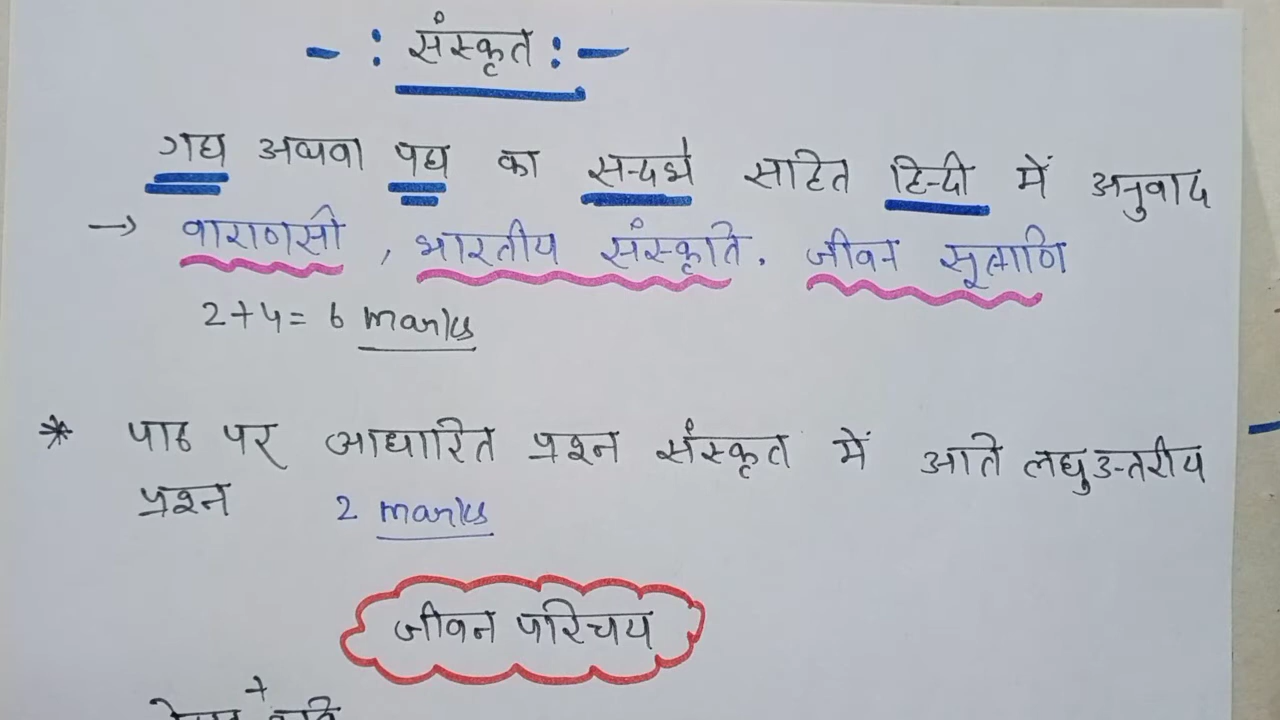 -: संस्कृत :-
गद्य अथवा पद्य का सन्दर्भ सहित हिन्दी में अनुवाद
→ वाराणसी, भारतीय संस्कृति, जीवन सूत्राणि
2+4= 6 marks
* पाठ पर आधारित प्रश्न संस्कृत में आते लघु उत्तरीय
प्रश्न 2 marks
जीवन परिचय